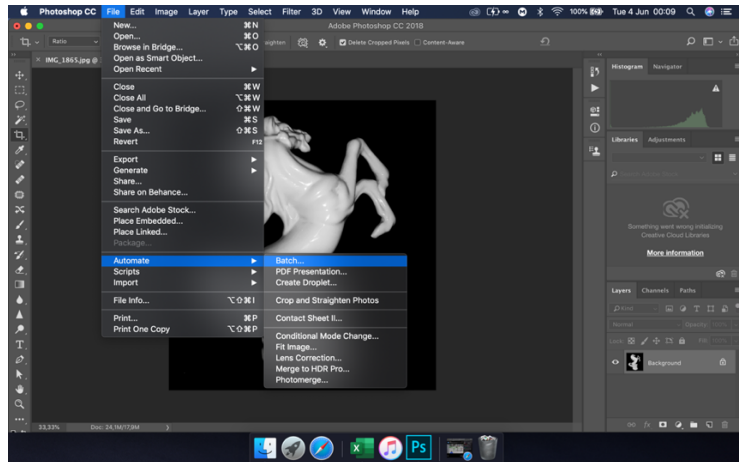 Photoshop CC File Edit Image Layer Type Select Filter 3D View Window Help 100% Tue 4 Jun 00:09
Adobe Photoshop CC 2018
Ratio
Delete Cropped Pixels Content-Aware
IMG_1865.jpg @
New... ⌘N
Open... ⌘O
Browse in Bridge... ⌥⌘O
Open as Smart Object...
Open Recent
Close ⌘W
Close All ⌥⌘W
Close and Go to Bridge... ⇧⌘W
Save ⌘S
Save As... ⇧⌘S
Revert F12
Export
Generate
Share...
Share on Behance...
Search Adobe Stock...
Place Embedded...
Place Linked...
Package...
Automate
Scripts
Import
File Info... ⌥⇧⌘I
Print... ⌘P
Print One Copy ⌥⇧⌘P
Batch...
PDF Presentation...
Create Droplet...
Crop and Straighten Photos
Contact Sheet II...
Conditional Mode Change...
Fit Image...
Lens Correction...
Merge to HDR Pro...
Photomerge...
Histogram Navigator
Libraries Adjustments
Something went wrong initializing
Creative Cloud Libraries
More information
Layers Channels Paths
Kind
Normal Opacity:
Lock: Fill:
Background
33,33% Doc: 24,1M/17,9M
Ps